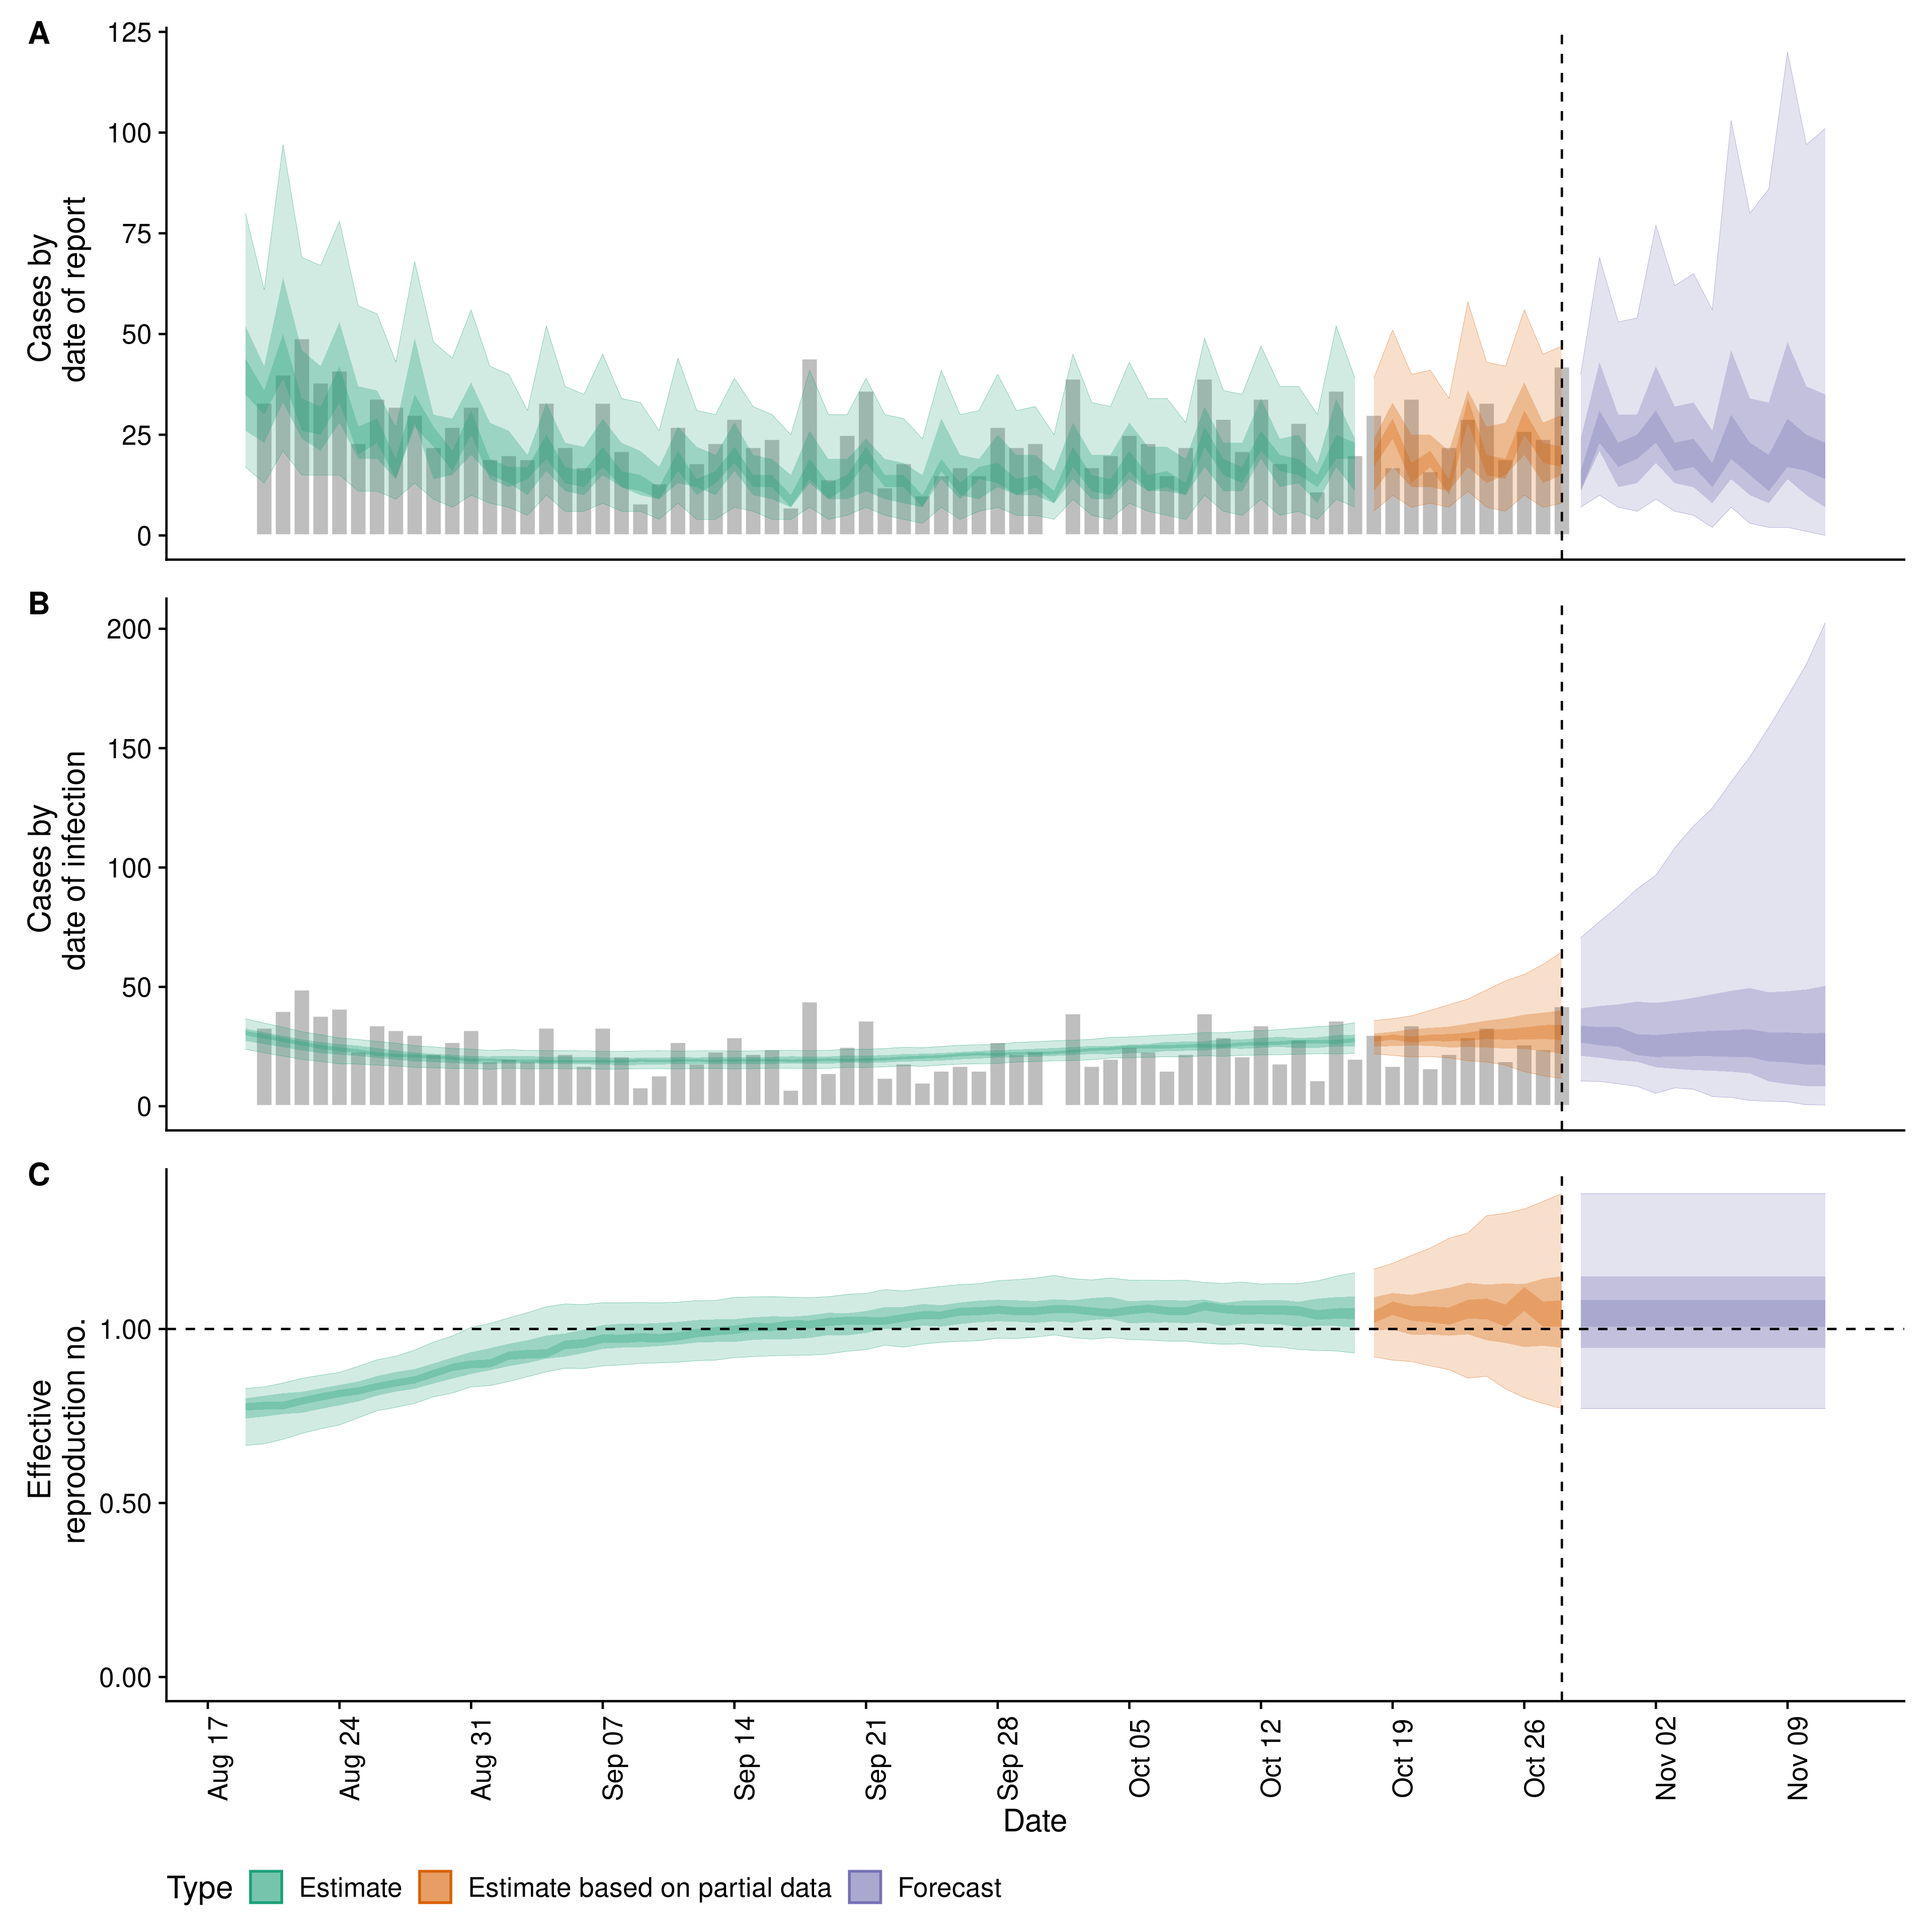 A
125
100
75
50
25
0
Cases by
date of report
B
200
150
100
50
0
Cases by
date of infection
C
1.00
0.50
0.00
Effective
reproduction no.
Aug 17
Aug 24
Aug 31
Sep 07
Sep 14
Sep 21
Sep 28
Oct 05
Oct 12
Oct 19
Oct 26
Nov 02
Nov 09
Date
Type Estimate Estimate based on partial data Forecast